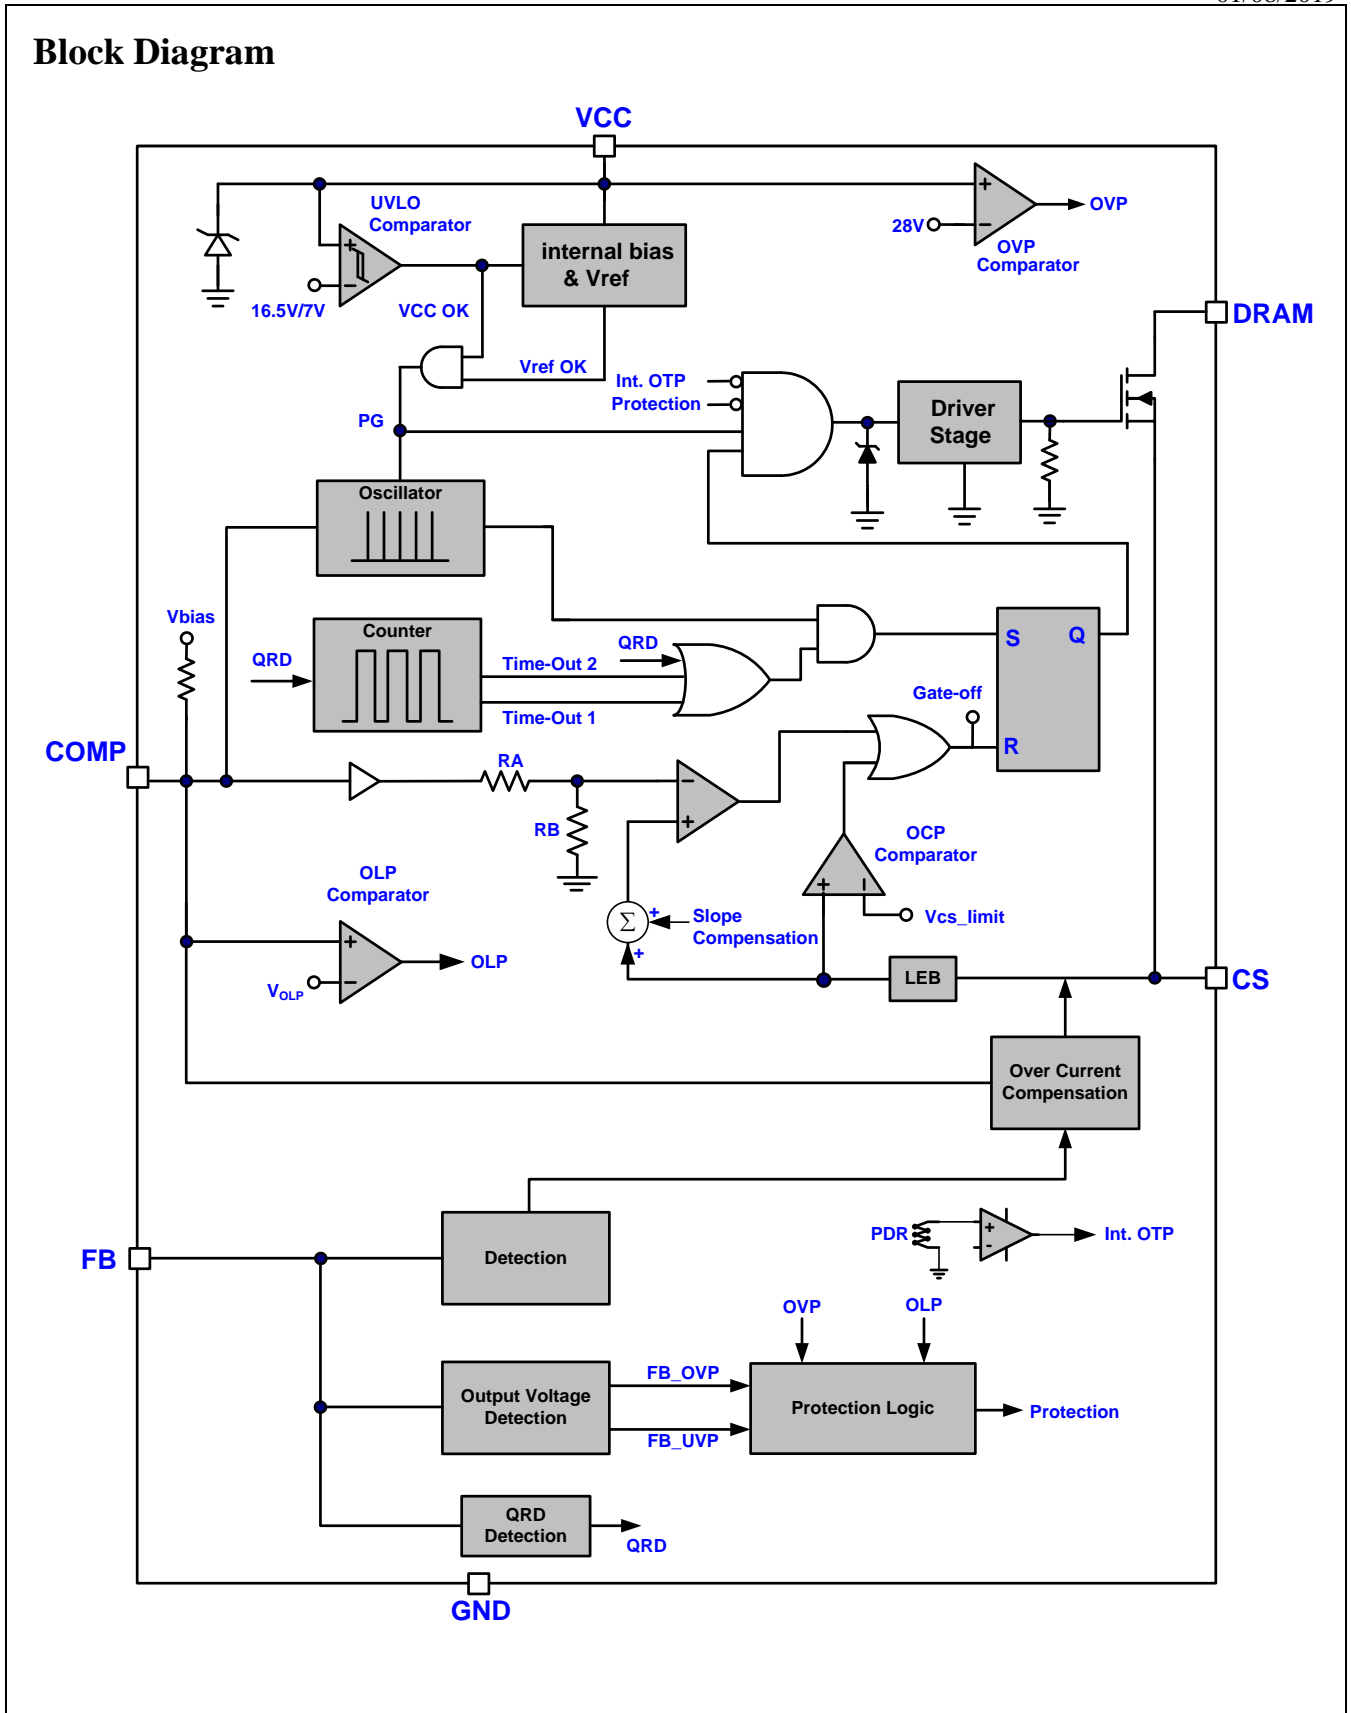 Block Diagram
VCC
UVLO
Comparator
+
−
16.5V/7V
VCC OK
internal bias
& Vref
Vref OK
+
−
28V
OVP
OVP
Comparator
DRAM
Int. OTP
Protection
PG
Driver
Stage
Oscillator
Vbias
QRD
Counter
Time-Out 2
Time-Out 1
QRD
S
Q
R
Gate-off
COMP
RA
RB
−
+
OCP
Comparator
+
−
Vcs_limit
OLP
Comparator
+
−
VOLP
OLP
Σ
+
+
Slope
Compensation
LEB
CS
Over Current
Compensation
FB
Detection
PDR
+
-
Int. OTP
OVP
OLP
Output Voltage
Detection
FB_OVP
FB_UVP
Protection Logic
Protection
QRD
Detection
QRD
GND